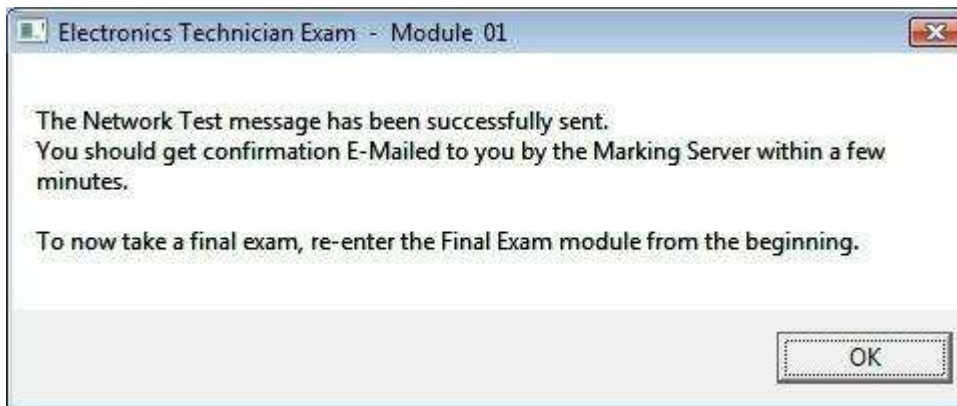 Electronics Technician Exam - Module 01
The Network Test message has been successfully sent.
You should get confirmation E-Mailed to you by the Marking Server within a few
minutes.
To now take a final exam, re-enter the Final Exam module from the beginning.
OK